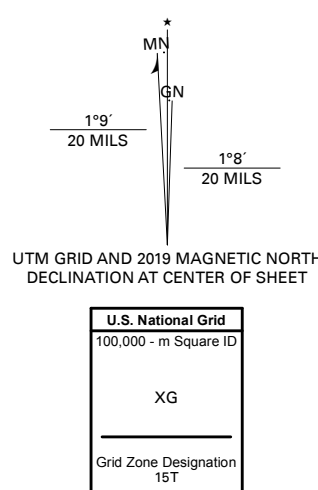 MN
GN
1°9´
20 MILS
1°8´
20 MILS
UTM GRID AND 2019 MAGNETIC NORTH
DECLINATION AT CENTER OF SHEET
U.S. National Grid
100,000 - m Square ID
XG
Grid Zone Designation
15T